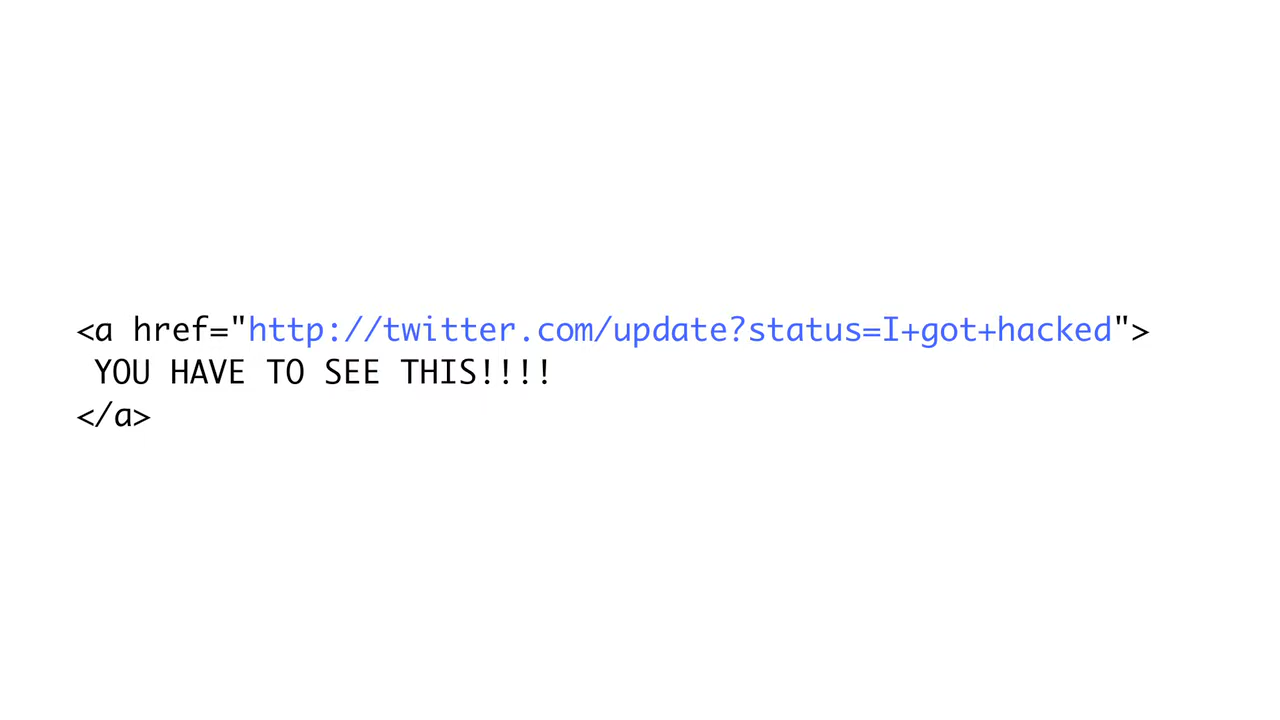 <a href="http://twitter.com/update?status=I+got+hacked">
YOU HAVE TO SEE THIS!!!!
</a>